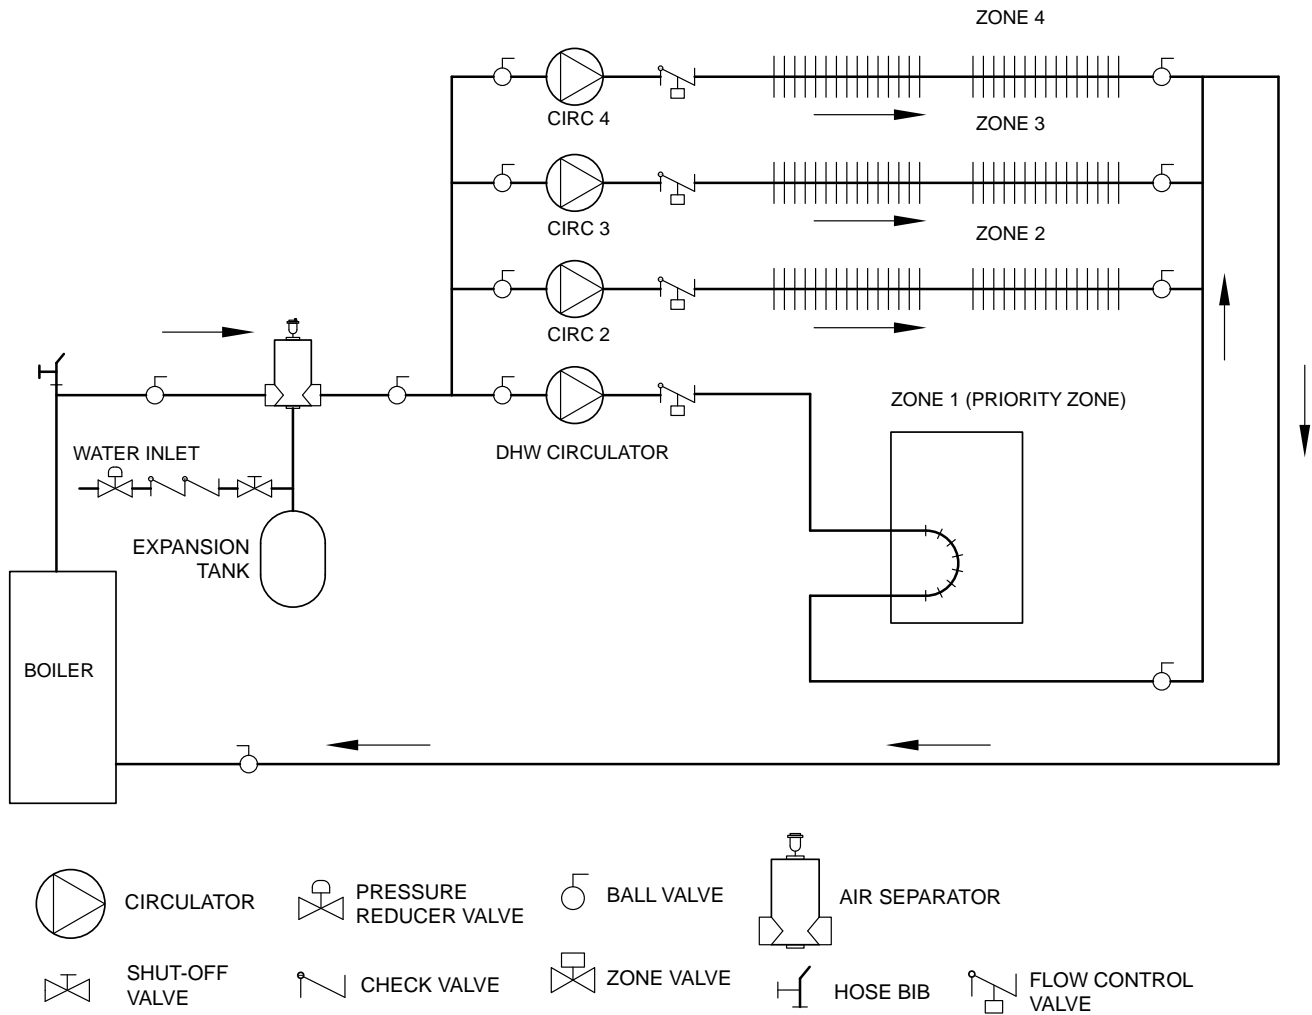 ZONE 4
CIRC 4
ZONE 3
CIRC 3
ZONE 2
CIRC 2
ZONE 1 (PRIORITY ZONE)
DHW CIRCULATOR
WATER INLET
EXPANSION
TANK
BOILER
CIRCULATOR
PRESSURE
REDUCER VALVE
BALL VALVE
AIR SEPARATOR
SHUT-OFF
VALVE
CHECK VALVE
ZONE VALVE
HOSE BIB
FLOW CONTROL
VALVE